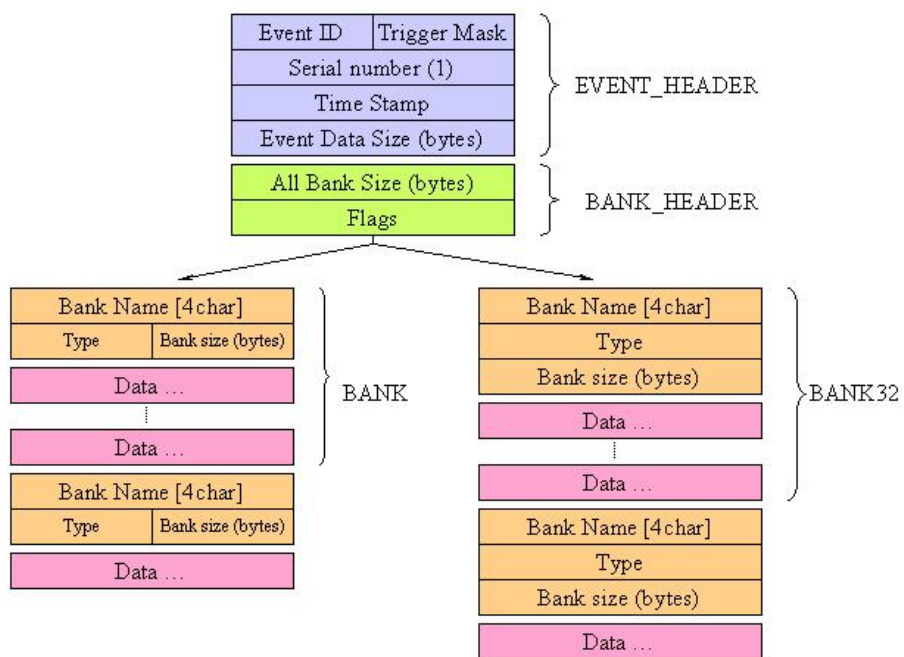 Event ID Trigger Mask
Serial number (1)
Time Stamp
Event Data Size (bytes)
EVENT_HEADER
All Bank Size (bytes)
Flags
BANK_HEADER
Bank Name [4char]
Type Bank size (bytes)
Data ...
Data ...
BANK
Bank Name [4char]
Type Bank size (bytes)
Data ...
Bank Name [4char]
Type
Bank size (bytes)
Data ...
Data ...
BANK32
Bank Name [4char]
Type
Bank size (bytes)
Data ...